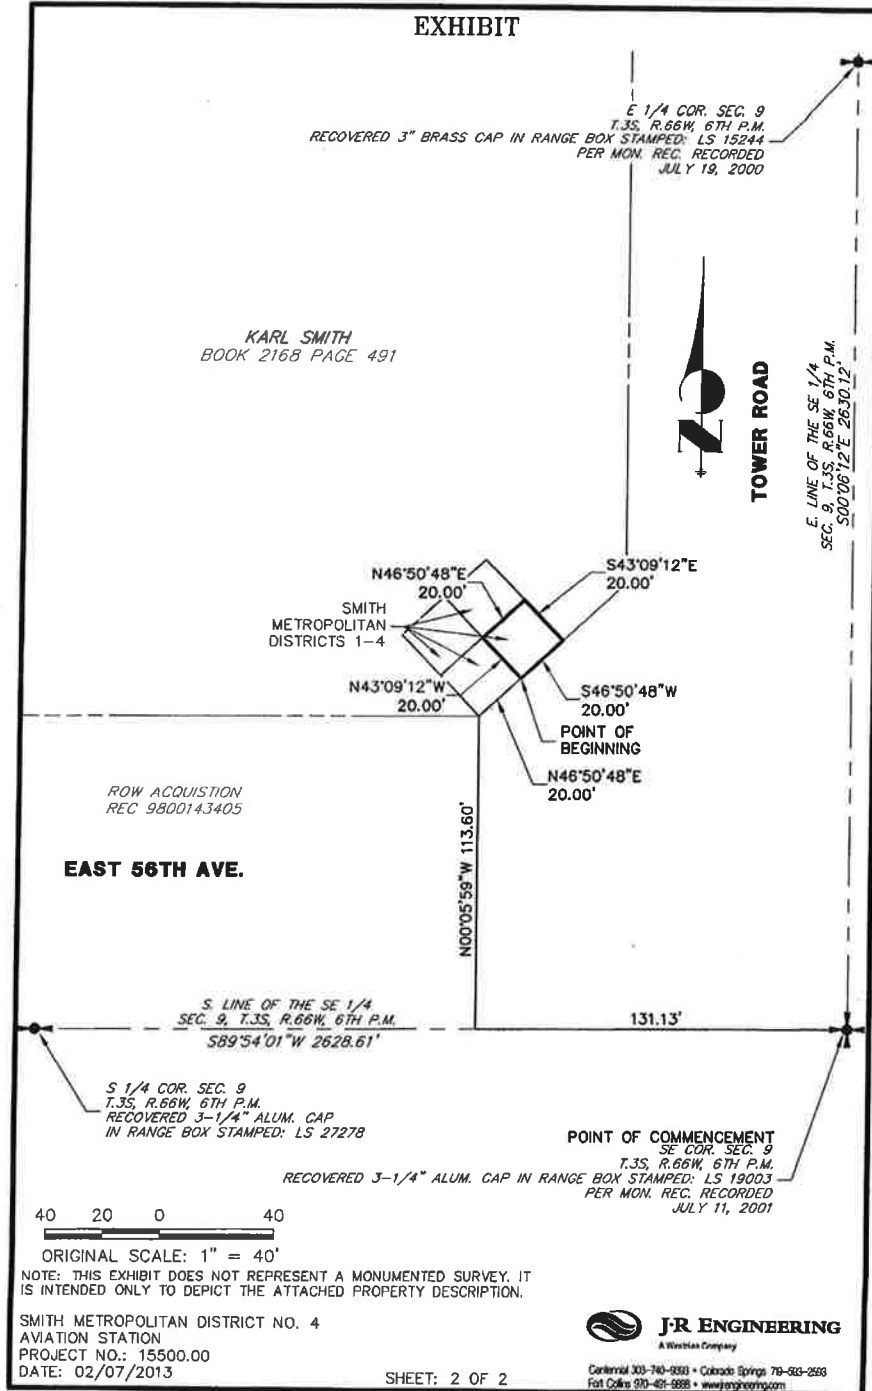 EXHIBIT
E 1/4 COR. SEC. 9
T.3S, R.66W, 6TH P.M.
RECOVERED 3" BRASS CAP IN RANGE BOX STAMPED: LS 15244
PER MON. REC. RECORDED
JULY 19, 2000
KARL SMITH
BOOK 2168 PAGE 491
N
TOWER ROAD
E. LINE OF THE SE 1/4
SEC. 9, T.3S, R.66W, 6TH P.M.
S00°06'12"E 2630.12'
N46°50'48"E
20.00'
S43°09'12"E
20.00'
SMITH
METROPOLITAN
DISTRICTS 1-4
N43°09'12"W
20.00'
S46°50'48"W
20.00'
POINT OF
BEGINNING
N46°50'48"E
20.00'
ROW ACQUISTION
REC 9800143405
EAST 56TH AVE.
N00°05'59"W 113.60'
S. LINE OF THE SE 1/4
SEC. 9, T.3S, R.66W, 6TH P.M.
S89°54'01"W 2628.61'
131.13'
S 1/4 COR. SEC. 9
T.3S, R.66W, 6TH P.M.
RECOVERED 3-1/4" ALUM. CAP
IN RANGE BOX STAMPED: LS 27278
POINT OF COMMENCEMENT
SE COR. SEC. 9
T.3S, R.66W, 6TH P.M.
RECOVERED 3-1/4" ALUM. CAP IN RANGE BOX STAMPED: LS 19003
PER MON. REC. RECORDED
JULY 11, 2001
40 20 0 40
ORIGINAL SCALE: 1" = 40'
NOTE: THIS EXHIBIT DOES NOT REPRESENT A MONUMENTED SURVEY. IT
IS INTENDED ONLY TO DEPICT THE ATTACHED PROPERTY DESCRIPTION.
SMITH METROPOLITAN DISTRICT NO. 4
AVIATION STATION
PROJECT NO.: 15500.00
DATE: 02/07/2013
SHEET: 2 OF 2
J·R ENGINEERING
A Westrian Company
Centennial 303-740-9393 • Colorado Springs 719-593-2593
Fort Collins 970-491-9888 • www.jrengineering.com